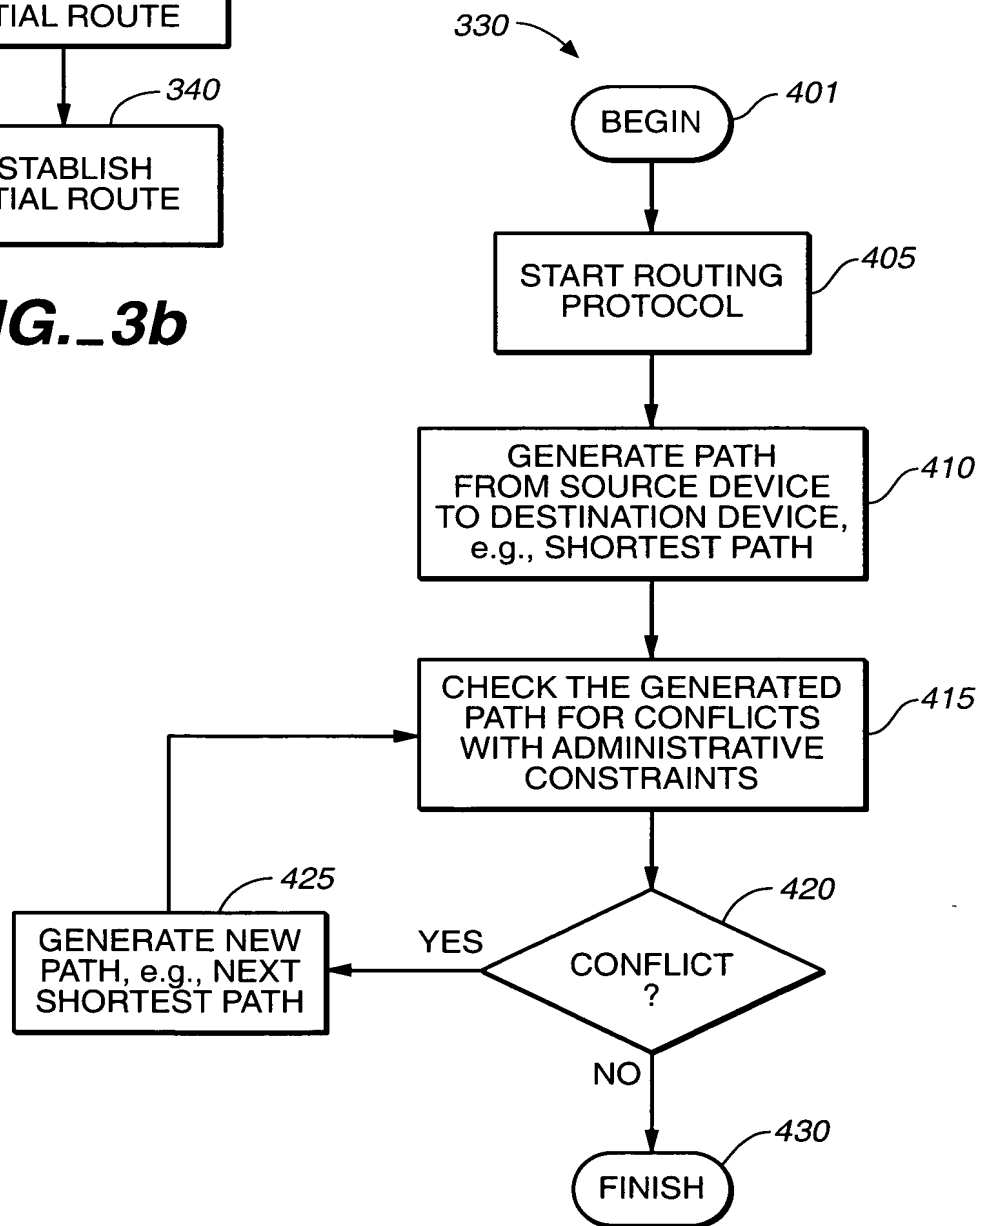 TIAL ROUTE
340
STABLISH
TIAL ROUTE
IG._3b
330
BEGIN
401
START ROUTING
PROTOCOL
405
GENERATE PATH
FROM SOURCE DEVICE
TO DESTINATION DEVICE,
e.g., SHORTEST PATH
410
CHECK THE GENERATED
PATH FOR CONFLICTS
WITH ADMINISTRATIVE
CONSTRAINTS
415
CONFLICT
?
420
YES
GENERATE NEW
PATH, e.g., NEXT
SHORTEST PATH
425
NO
FINISH
430